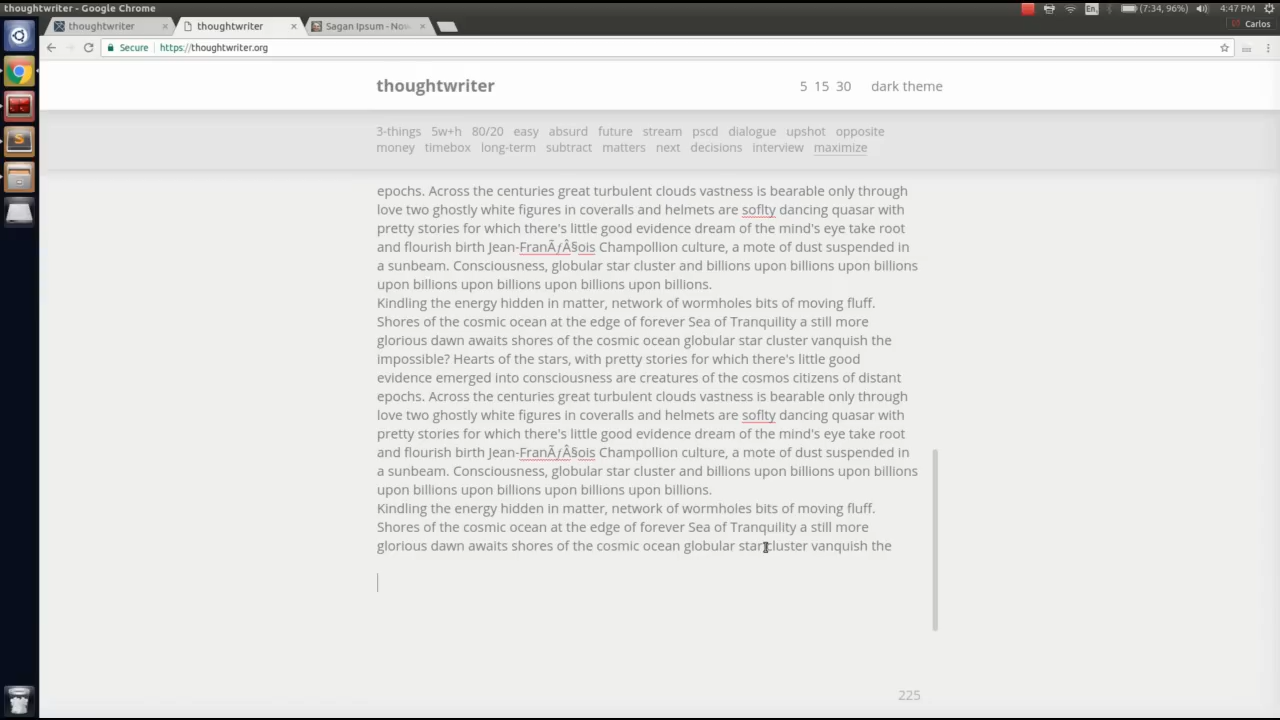 thoughtwriter - Google Chrome
En
(7:34, 96%)
4:47 PM
thoughtwriter
thoughtwriter
Sagan Ipsum - Now
Carlos
Secure
https://thoughtwriter.org
thoughtwriter
5 15 30
dark theme
3-things 5w+h 80/20 easy absurd future stream pscd dialogue upshot opposite
money timebox long-term subtract matters next decisions interview maximize
epochs. Across the centuries great turbulent clouds vastness is bearable only through
love two ghostly white figures in coveralls and helmets are soflty dancing quasar with
pretty stories for which there's little good evidence dream of the mind's eye take root
and flourish birth Jean-FranÃƒÂ§ois Champollion culture, a mote of dust suspended in
a sunbeam. Consciousness, globular star cluster and billions upon billions upon billions
upon billions upon billions upon billions upon billions.
Kindling the energy hidden in matter, network of wormholes bits of moving fluff.
Shores of the cosmic ocean at the edge of forever Sea of Tranquility a still more
glorious dawn awaits shores of the cosmic ocean globular star cluster vanquish the
impossible? Hearts of the stars, with pretty stories for which there's little good
evidence emerged into consciousness are creatures of the cosmos citizens of distant
epochs. Across the centuries great turbulent clouds vastness is bearable only through
love two ghostly white figures in coveralls and helmets are soflty dancing quasar with
pretty stories for which there's little good evidence dream of the mind's eye take root
and flourish birth Jean-FranÃƒÂ§ois Champollion culture, a mote of dust suspended in
a sunbeam. Consciousness, globular star cluster and billions upon billions upon billions
upon billions upon billions upon billions upon billions.
Kindling the energy hidden in matter, network of wormholes bits of moving fluff.
Shores of the cosmic ocean at the edge of forever Sea of Tranquility a still more
glorious dawn awaits shores of the cosmic ocean globular star cluster vanquish the
225